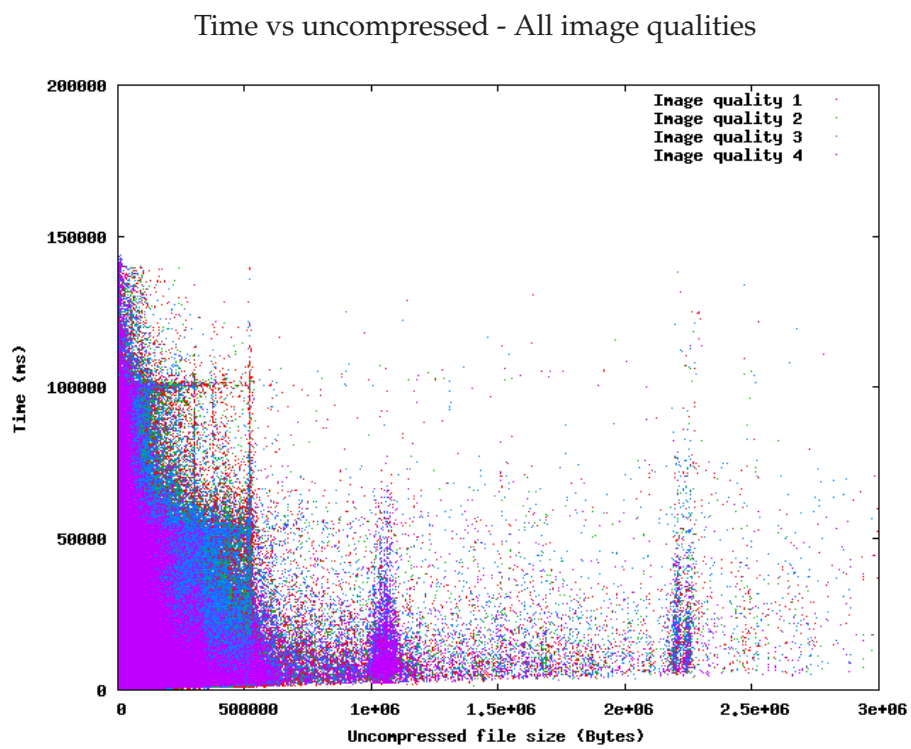 Time vs uncompressed - All image qualities
200000
150000
100000
50000
0
Time (ms)
Image quality 1
Image quality 2
Image quality 3
Image quality 4
0 500000 1e+06 1.5e+06 2e+06 2.5e+06 3e+06
Uncompressed file size (Bytes)